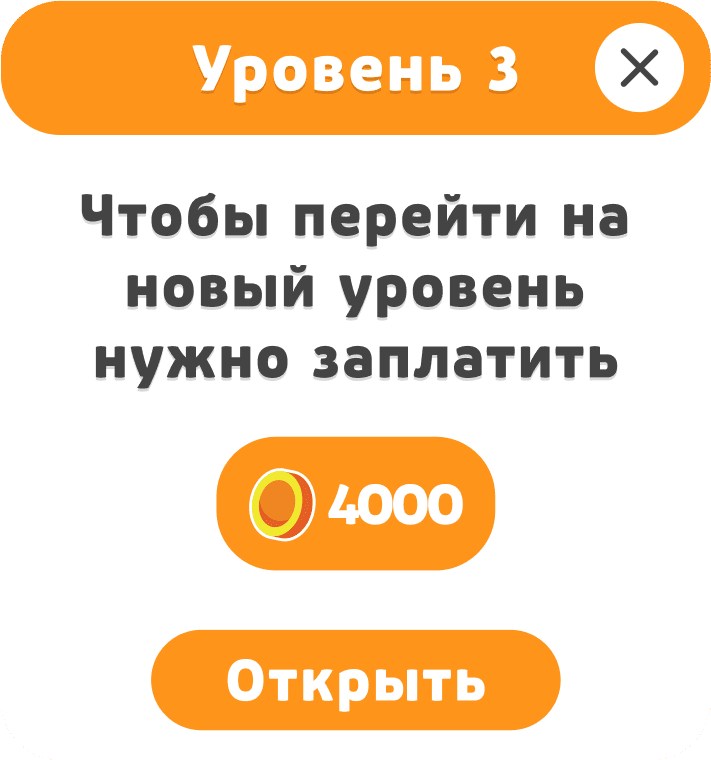 Уровень 3
Чтобы перейти на
новый уровень
нужно заплатить
4000
Открыть